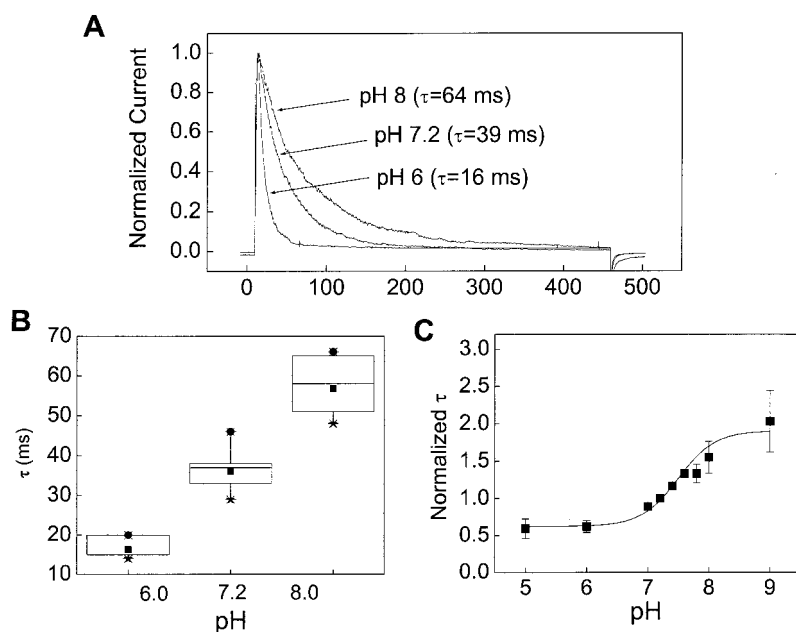 A
Normalized Current
1.0
0.8
0.6
0.4
0.2
0.0
pH 8 (τ=64 ms)
pH 7.2 (τ=39 ms)
pH 6 (τ=16 ms)
0 100 200 300 400 500
B
τ (ms)
70
60
50
40
30
20
10
6.0 7.2 8.0
pH
C
Normalized τ
3.0
2.5
2.0
1.5
1.0
0.5
0.0
5 6 7 8 9
pH